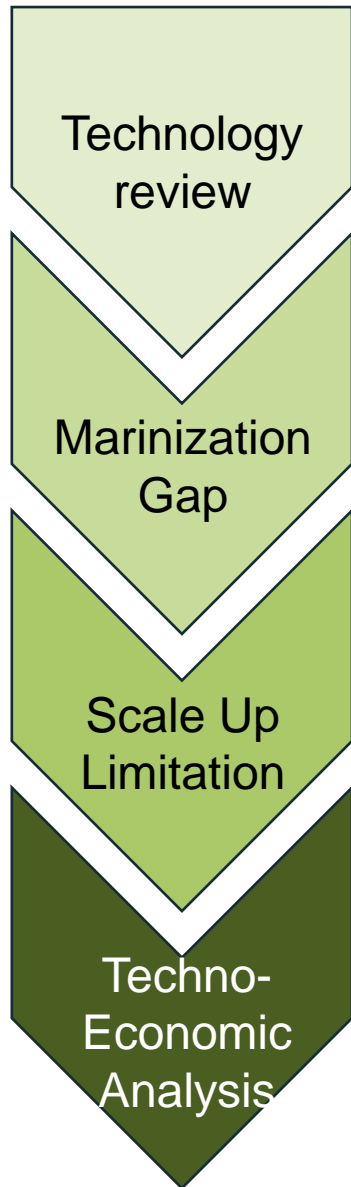 Technology
review
Marinization
Gap
Scale Up
Limitation
Techno-
Economic
Analysis